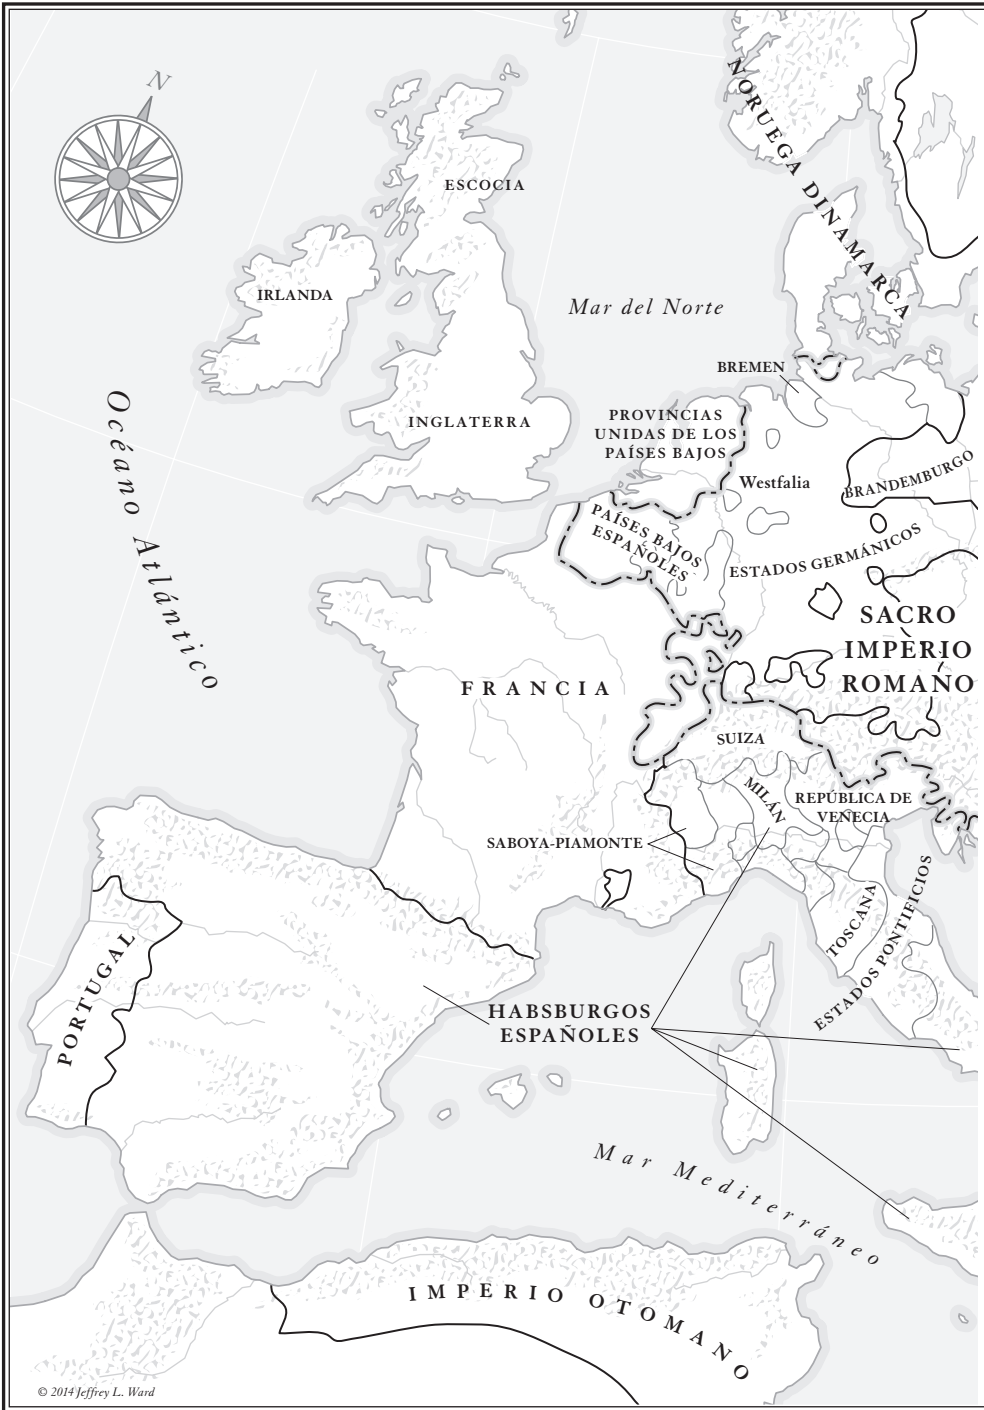 N
NORUEGA DINAMARCA
ESCOCIA
IRLANDA
Mar del Norte
BREMEN
Océano Atlántico
INGLATERRA
PROVINCIAS
UNIDAS DE LOS
PAÍSES BAJOS
Westfalia
BRANDEMBURGO
PAÍSES BAJOS
ESPAÑOLES
ESTADOS GERMÁNICOS
SACRO
IMPERIO
ROMANO
FRANCIA
SUIZA
MILÁN
REPÚBLICA DE
VENECIA
SABOYA-PIAMONTE
TOSCANA
ESTADOS PONTIFICIOS
PORTUGAL
HABSBURGOS
ESPAÑOLES
Mar Mediterráneo
IMPERIO OTOMANO
© 2014 Jeffrey L. Ward